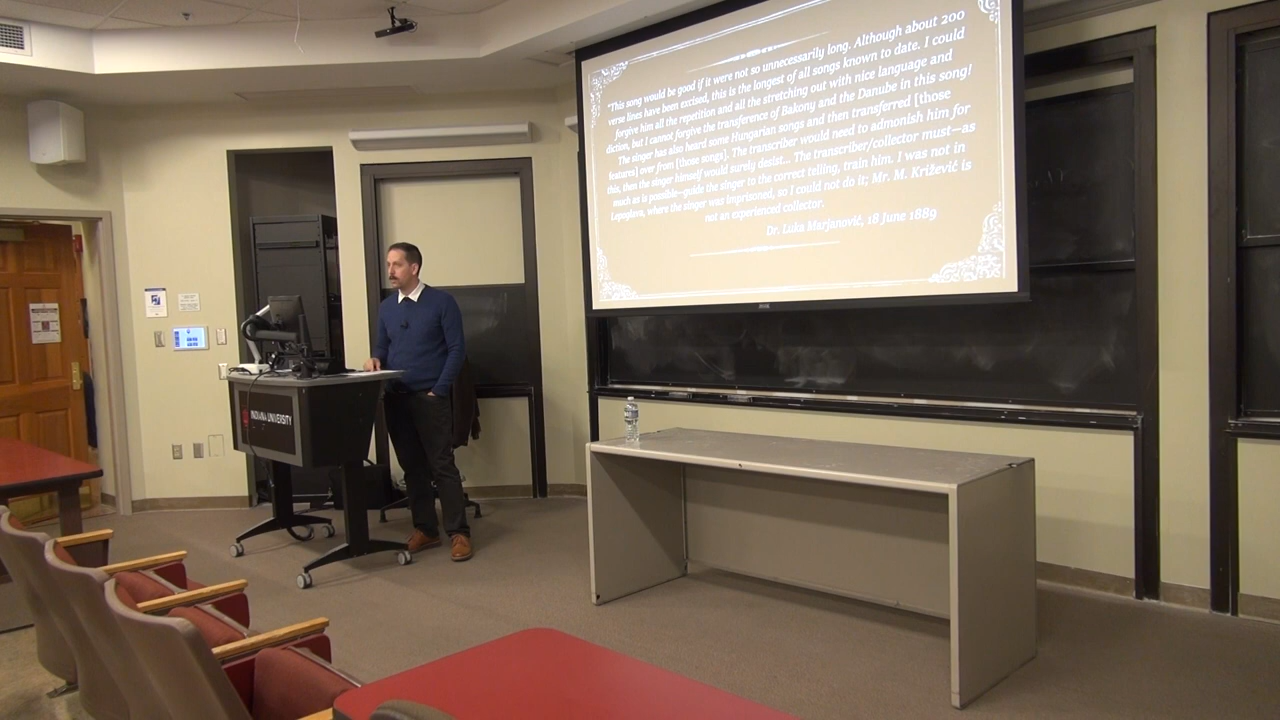 "This song would be good if it were not so unnecessarily long. Although about 200
verse lines have been excised, this is the longest of all songs known to date. I could
forgive him all the repetition and all the stretching out with nice language and
diction, but I cannot forgive the transference of Bakony and the Danube in this song!
The singer has also heard some Hungarian songs and then transferred [those
features] over from [those songs]. The transcriber would need to admonish him for
this, then the singer himself would surely desist... The transcriber/collector must—as
much as is possible—guide the singer to the correct telling, train him. I was not in
Lepoglava, where the singer was imprisoned, so I could not do it; Mr. M. Križević is
not an experienced collector.
Dr. Luka Marjanović, 18 June 1889
INDIANA UNIVERSITY